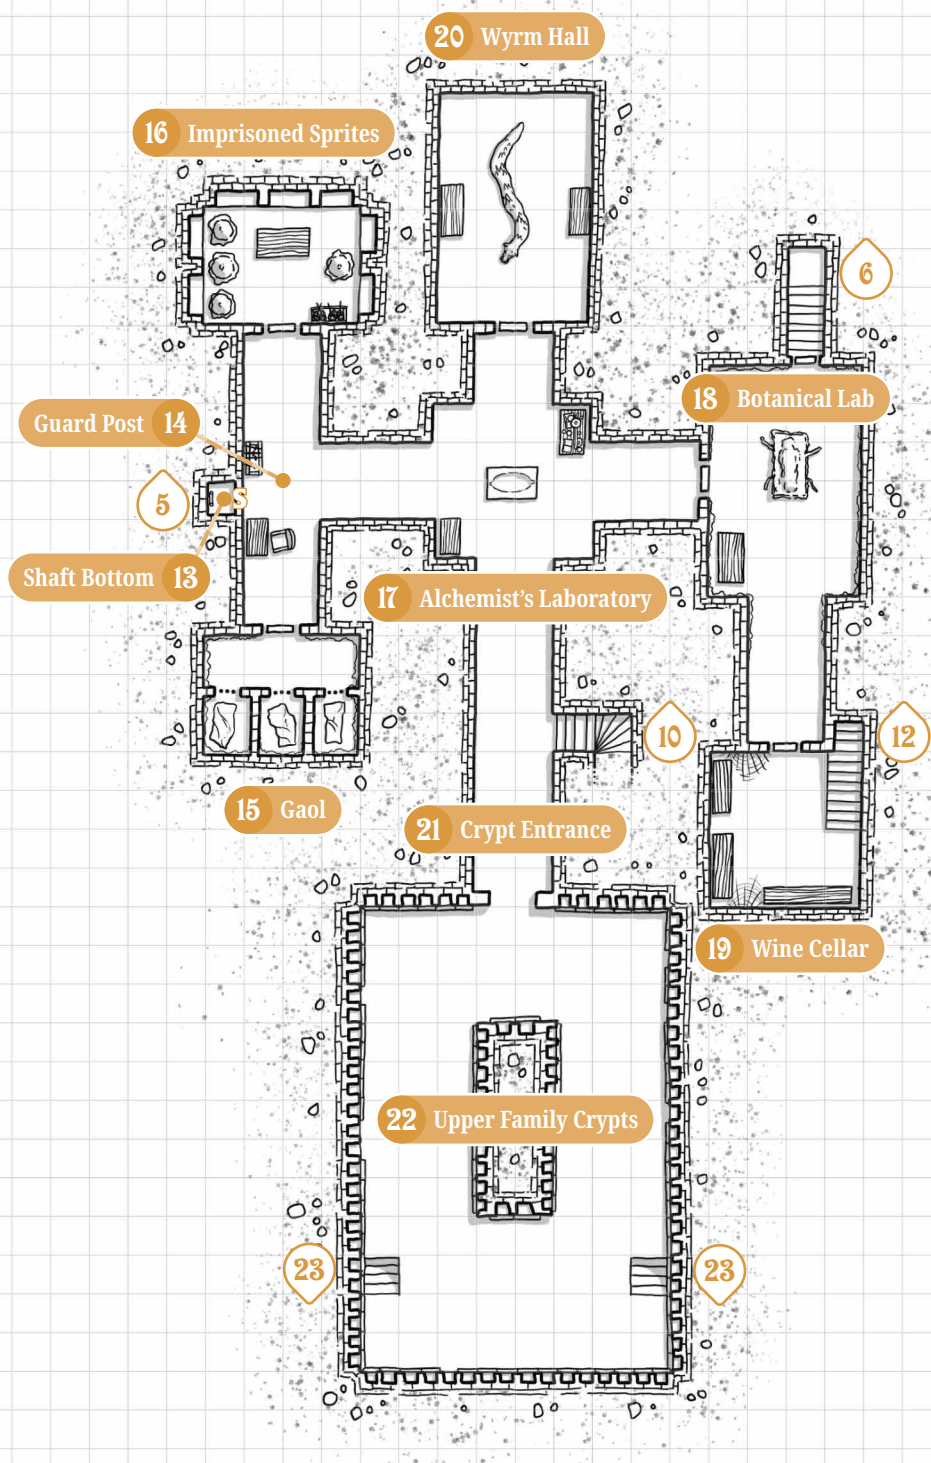 20 Wyrm Hall
16 Imprisoned Sprites
6
18 Botanical Lab
Guard Post 14
5
S
Shaft Bottom 13
17 Alchemist's Laboratory
10
12
15 Gaol
21 Crypt Entrance
19 Wine Cellar
22 Upper Family Crypts
23
23